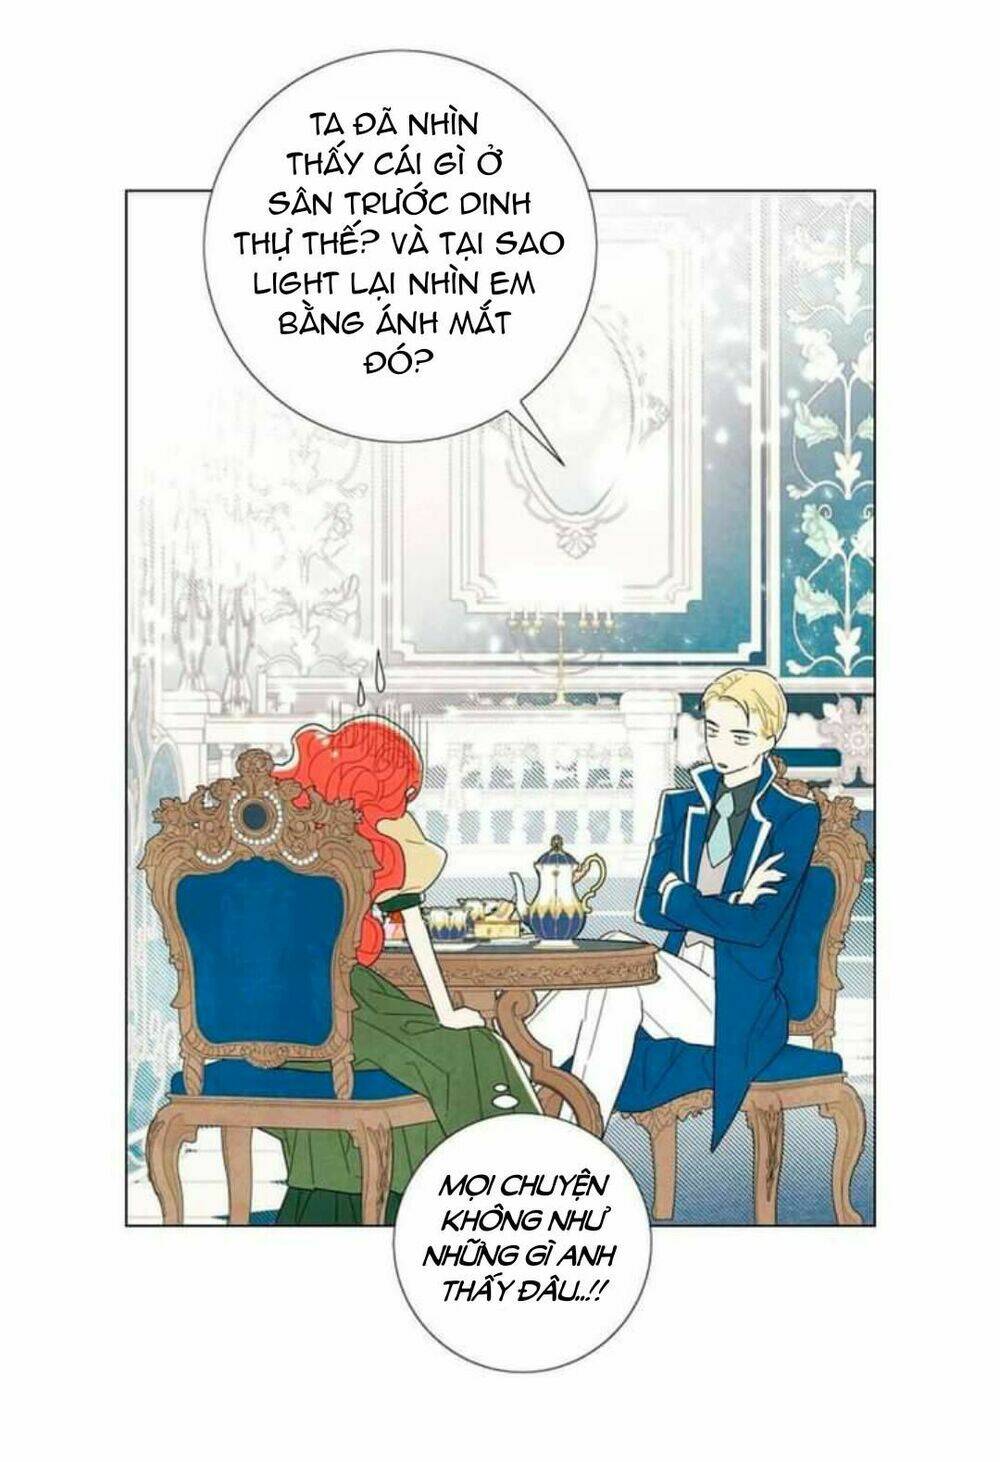 TA ĐÃ NHÌN
THẤY CÁI GÌ Ở
SÂN TRƯỚC DINH
THỰ THẾ? VÀ TẠI SAO
LIGHT LẠI NHÌN EM
BẰNG ÁNH MẮT
ĐÓ?
MỌI CHUYỆN
KHÔNG NHƯ
NHỮNG GÌ ANH
THẤY ĐÂU..!!